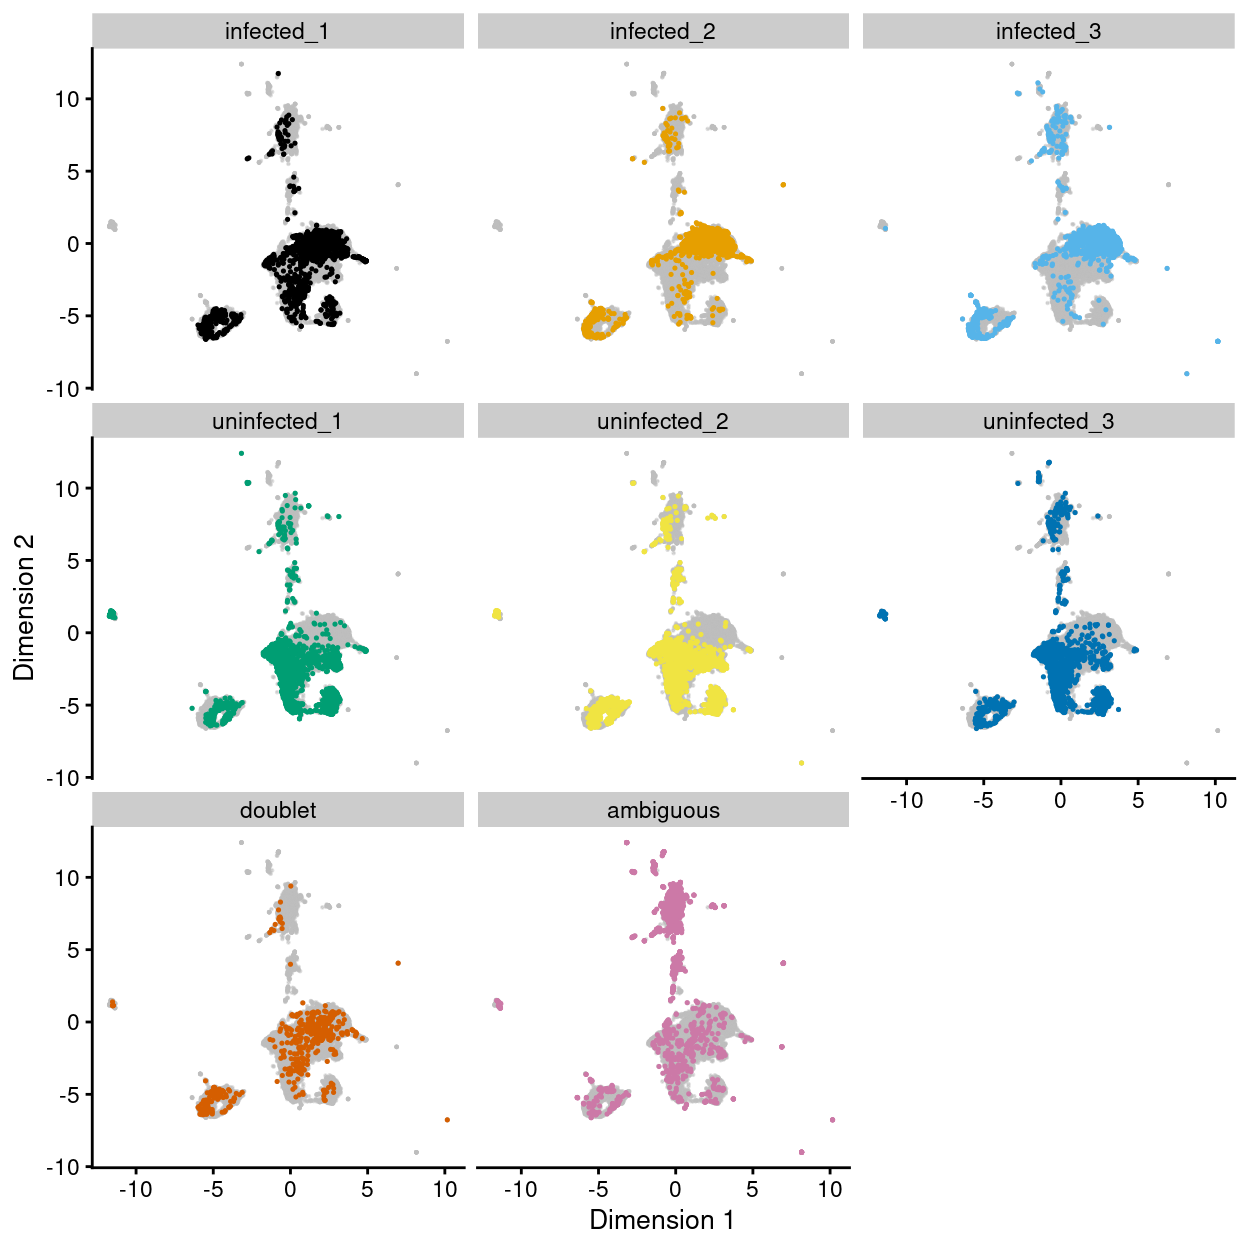 infected_1 infected_2 infected_3
10
5
0
-5
-10
uninfected_1 uninfected_2 uninfected_3
10
5
0
-5
-10
-10 -5 0 5 10
doublet ambiguous
10
5
0
-5
-10
-10 -5 0 5 10 -10 -5 0 5 10
Dimension 1
Dimension 2